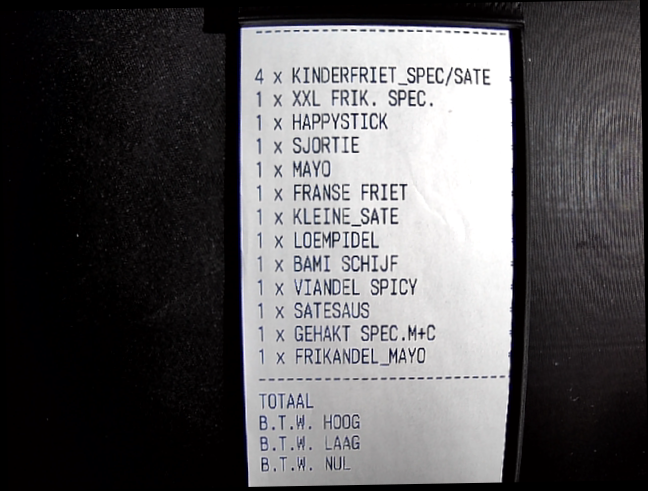 4 x KINDERFRIET_SPEC/SATE
1 x XXL FRIK. SPEC.
1 x HAPPYSTICK
1 x SJORTIE
1 x MAYO
1 x FRANSE FRIET
1 x KLEINE_SATE
1 x LOEMPIDEL
1 x BAMI SCHIJF
1 x VIANDEL SPICY
1 x SATESAUS
1 x GEHAKT SPEC.M+C
1 x FRIKANDEL_MAYO
TOTAAL
B.T.W. HOOG
B.T.W. LAAG
B.T.W. NUL